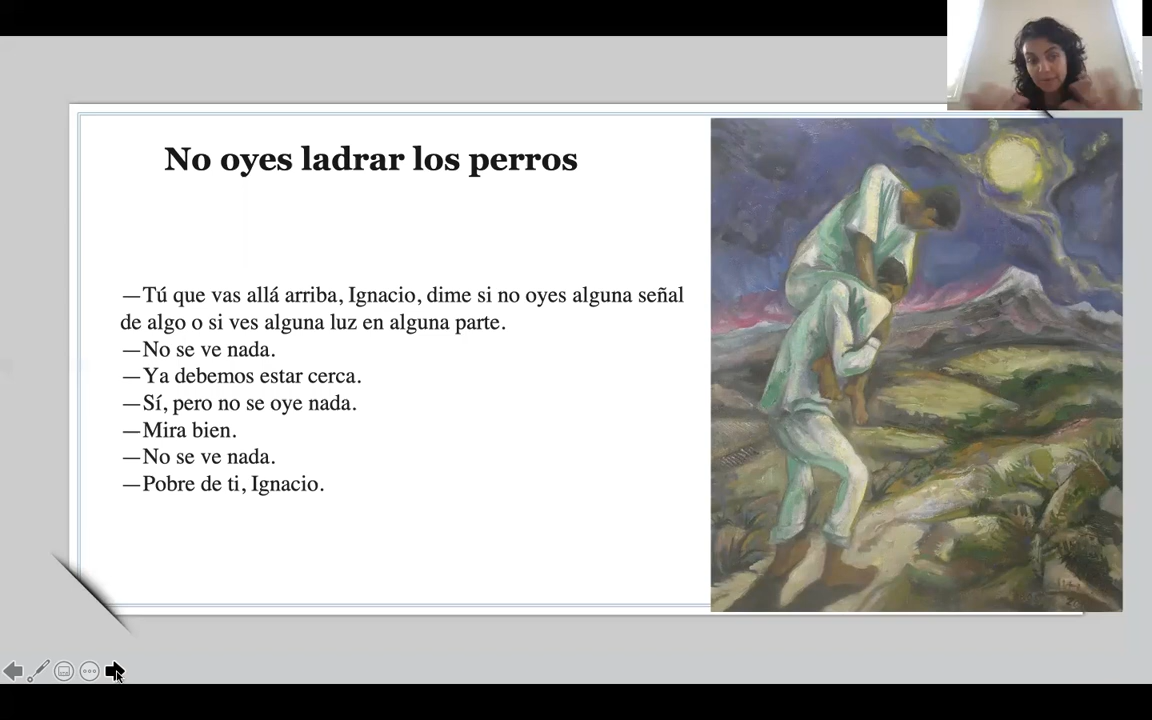 No oyes ladrar los perros
—Tú que vas allá arriba, Ignacio, dime si no oyes alguna señal
de algo o si ves alguna luz en alguna parte.
—No se ve nada.
—Ya debemos estar cerca.
—Sí, pero no se oye nada.
—Mira bien.
—No se ve nada.
—Pobre de ti, Ignacio.